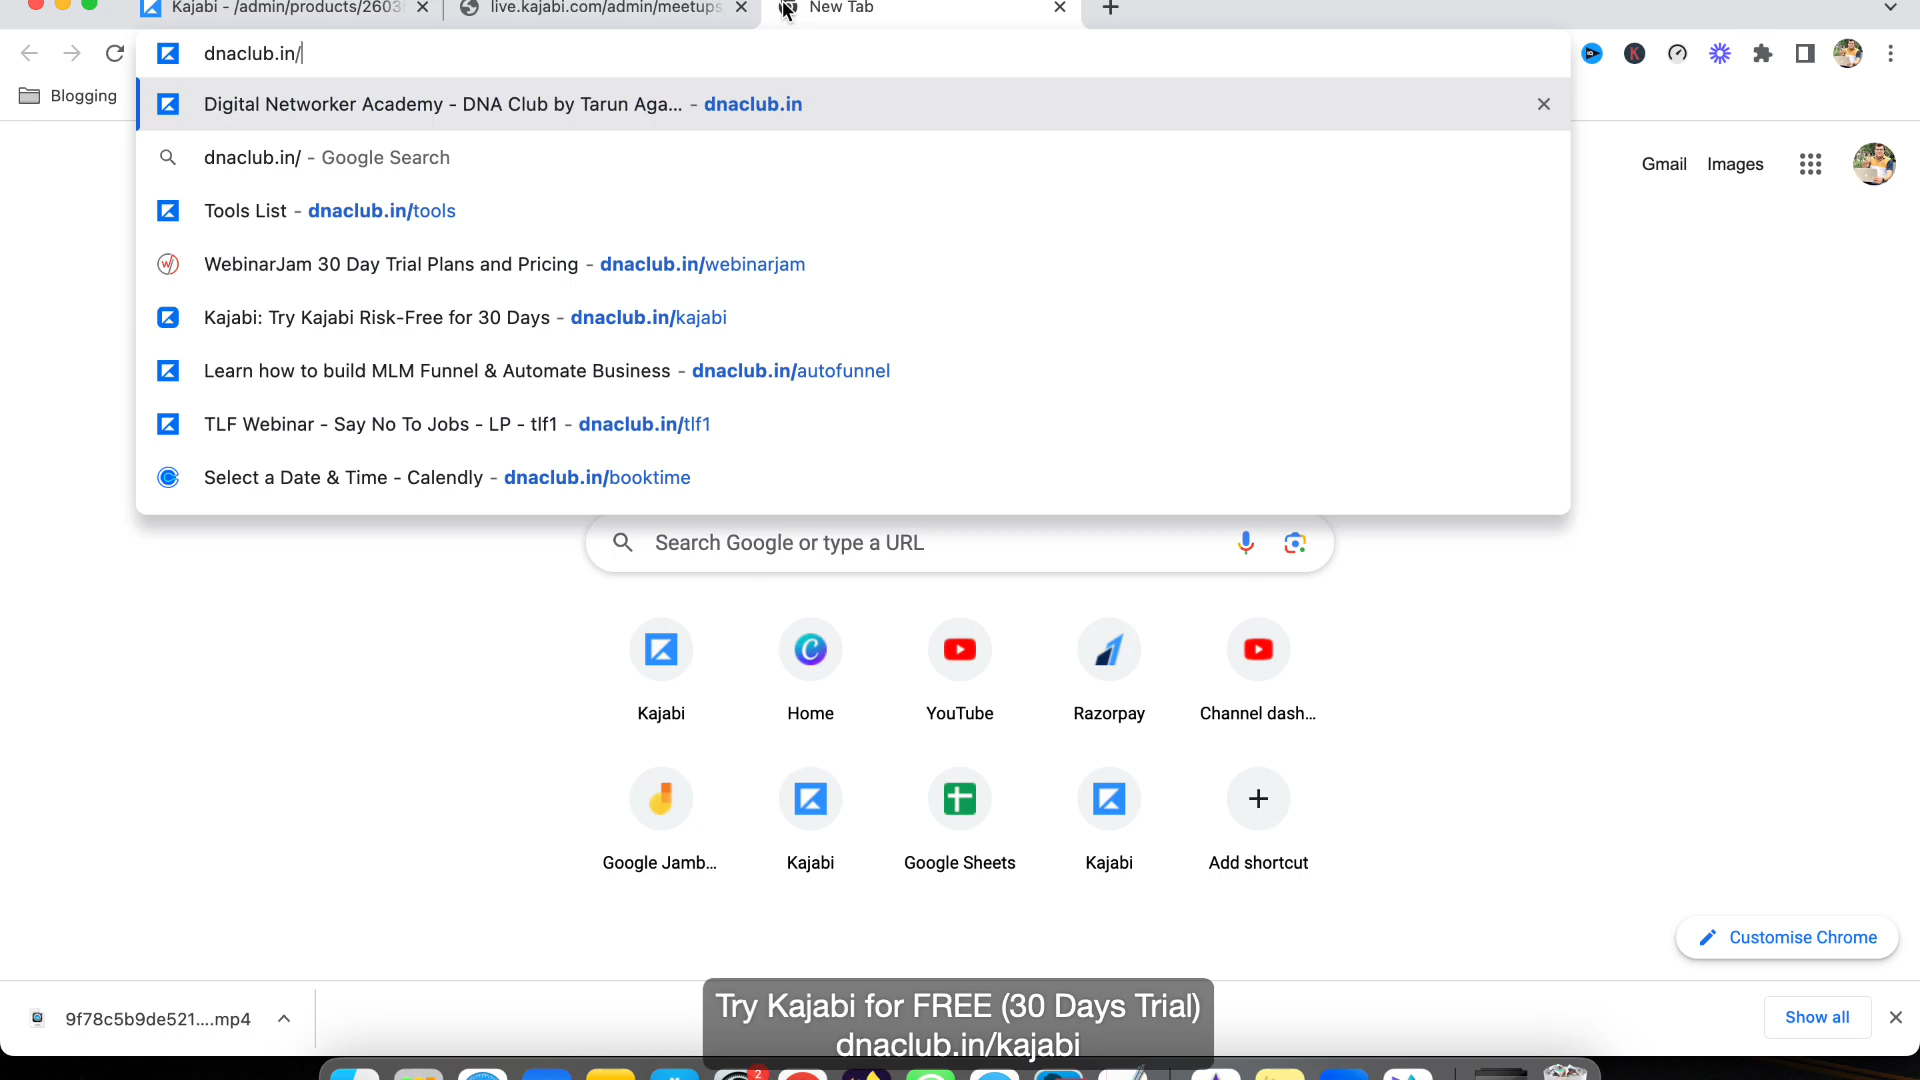 Kajabi - /admin/products/2603
live.kajabi.com/admin/meetups
New Tab
dnaclub.in/
Blogging
Digital Networker Academy - DNA Club by Tarun Aga... - dnaclub.in
dnaclub.in/ - Google Search
Tools List - dnaclub.in/tools
WebinarJam 30 Day Trial Plans and Pricing - dnaclub.in/webinarjam
Kajabi: Try Kajabi Risk-Free for 30 Days - dnaclub.in/kajabi
Learn how to build MLM Funnel & Automate Business - dnaclub.in/autofunnel
TLF Webinar - Say No To Jobs - LP - tlf1 - dnaclub.in/tlf1
Select a Date & Time - Calendly - dnaclub.in/booktime
Gmail Images
Search Google or type a URL
Kajabi Home YouTube Razorpay Channel dash...
Google Jamb... Kajabi Google Sheets Kajabi Add shortcut
Customise Chrome
9f78c5b9de521....mp4
Show all
Try Kajabi for FREE (30 Days Trial)
dnaclub.in/kajabi
2